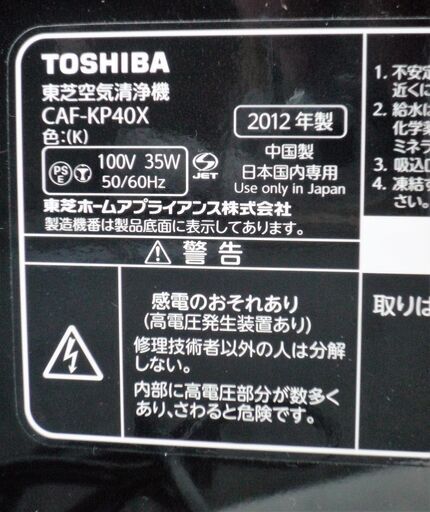 TOSHIBA
東芝空気清浄機
CAF-KP40X
色:(K)
2012年製
PS
E
T
100V 35W
50/60Hz
S
JET
中国製
日本国内専用
Use only in Japan
東芝ホームアプライアンス株式会社
製造機番は製品底面に表示してあります。
警告
感電のおそれあり
(高電圧発生装置あり)
修理技術者以外の人は分解
しない。
内部に高電圧部分が数多く
あり、さわると危険です。
1. 不安定
近くに
2. 給水は
化学薬
ミネラ
3. 吸込口
4. 凍結す
さい。
取りは